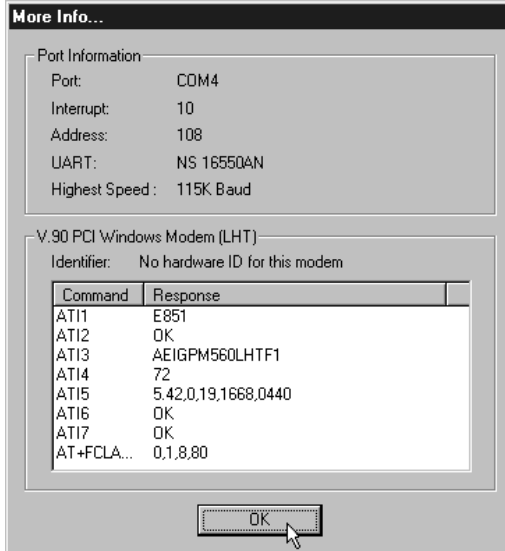 More Info...
Port Information
Port: COM4
Interrupt: 10
Address: 108
UART: NS 16550AN
Highest Speed : 115K Baud
V.90 PCI Windows Modem (LHT)
Identifier: No hardware ID for this modem
Command Response
ATI1 E851
ATI2 OK
ATI3 AEIGPM560LHTF1
ATI4 72
ATI5 5.42,0,19,1668,0440
ATI6 OK
ATI7 OK
AT+FCLA... 0,1,8,80
OK